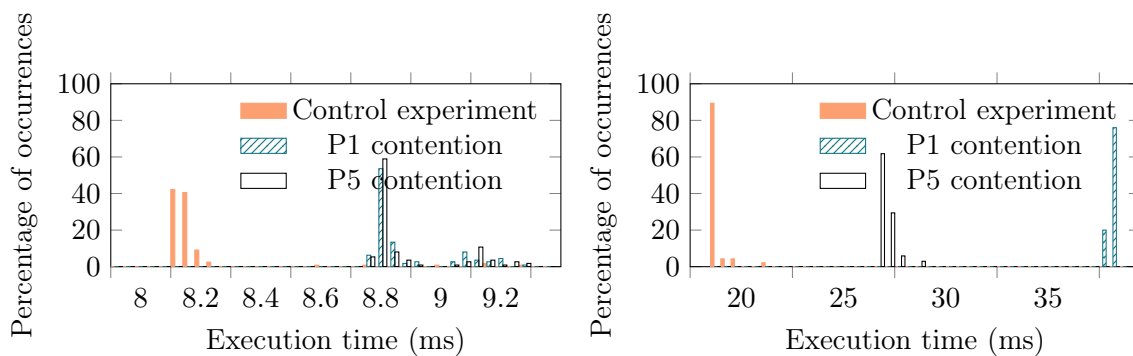 Percentage of occurrences
100
80
60
40
20
0
Control experiment
P1 contention
P5 contention
8 8.2 8.4 8.6 8.8 9 9.2
Execution time (ms)
Percentage of occurrences
100
80
60
40
20
0
Control experiment
P1 contention
P5 contention
20 25 30 35
Execution time (ms)